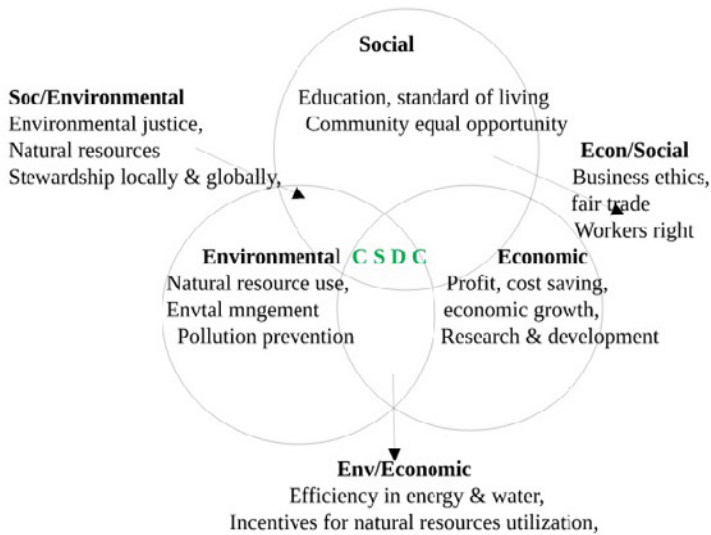 Social
Education, standard of living
Community equal opportunity
Soc/Environmental
Environmental justice,
Natural resources
Stewardship locally & globally,
Econ/Social
Business ethics,
fair trade
Workers right
Environmental
Natural resource use,
Envtal mngement
Pollution prevention
C S D C
Economic
Profit, cost saving,
economic growth,
Research & development
Env/Economic
Efficiency in energy & water,
Incentives for natural resources utilization,